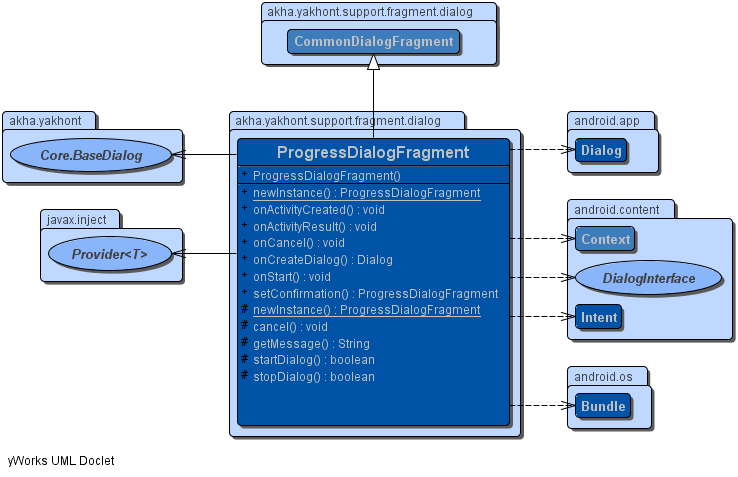 akha.yakhont.support.fragment.dialog
CommonDialogFragment
akha.yakhont
Core.BaseDialog
javax.inject
Provider<T>
akha.yakhont.support.fragment.dialog
ProgressDialogFragment
+ ProgressDialogFragment()
+ newInstance() : ProgressDialogFragment
+ onActivityCreated() : void
+ onActivityResult() : void
+ onCancel() : void
+ onCreateDialog() : Dialog
+ onStart() : void
+ setConfirmation() : ProgressDialogFragment
# newInstance() : ProgressDialogFragment
# cancel() : void
# getMessage() : String
# startDialog() : boolean
# stopDialog() : boolean
android.app
Dialog
android.content
Context
DialogInterface
Intent
android.os
Bundle
yWorks UML Doclet